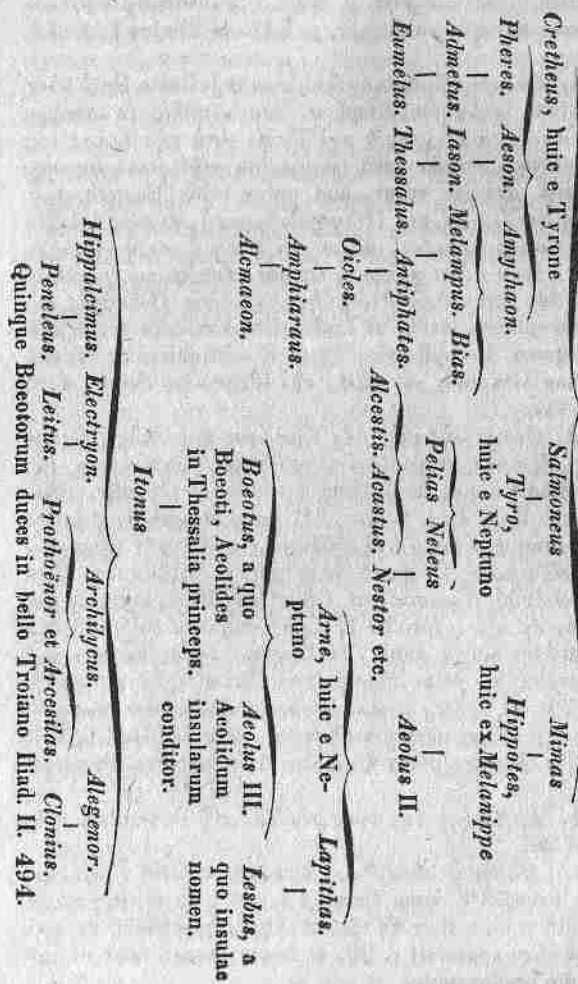 Cretheus, huic e Tyrone Salmoneus Mimas
Pheres. Aeson. Amythaon. Tyro, Hippotes,
huic e Neptuno huic ex Melanippe
Admetus. Iason. Melampus. Bias. Pelias Neleus Aeolus II.
Eumelus. Thessalus. Antiphates. Alcestis. Acastus. Nestor etc.
Oicles. Arne, huic e Ne- Lapithas.
ptuno
Amphiaraus.
Alcmaeon. Boeotus, a quo Aeolus III. Lesbus, a
Boeoti, Aeolides Aeolidum quo insulae
in Thessalia princeps. insularum nomen.
conditor.
Itonus
Hippalcimus. Electryon. Archilycus. Alegenor.
Peneleus. Leitus. Prothoënor et Arcesilas Clonius.
Quinque Boeotorum duces in bello Troiano Iliad. II. 494.